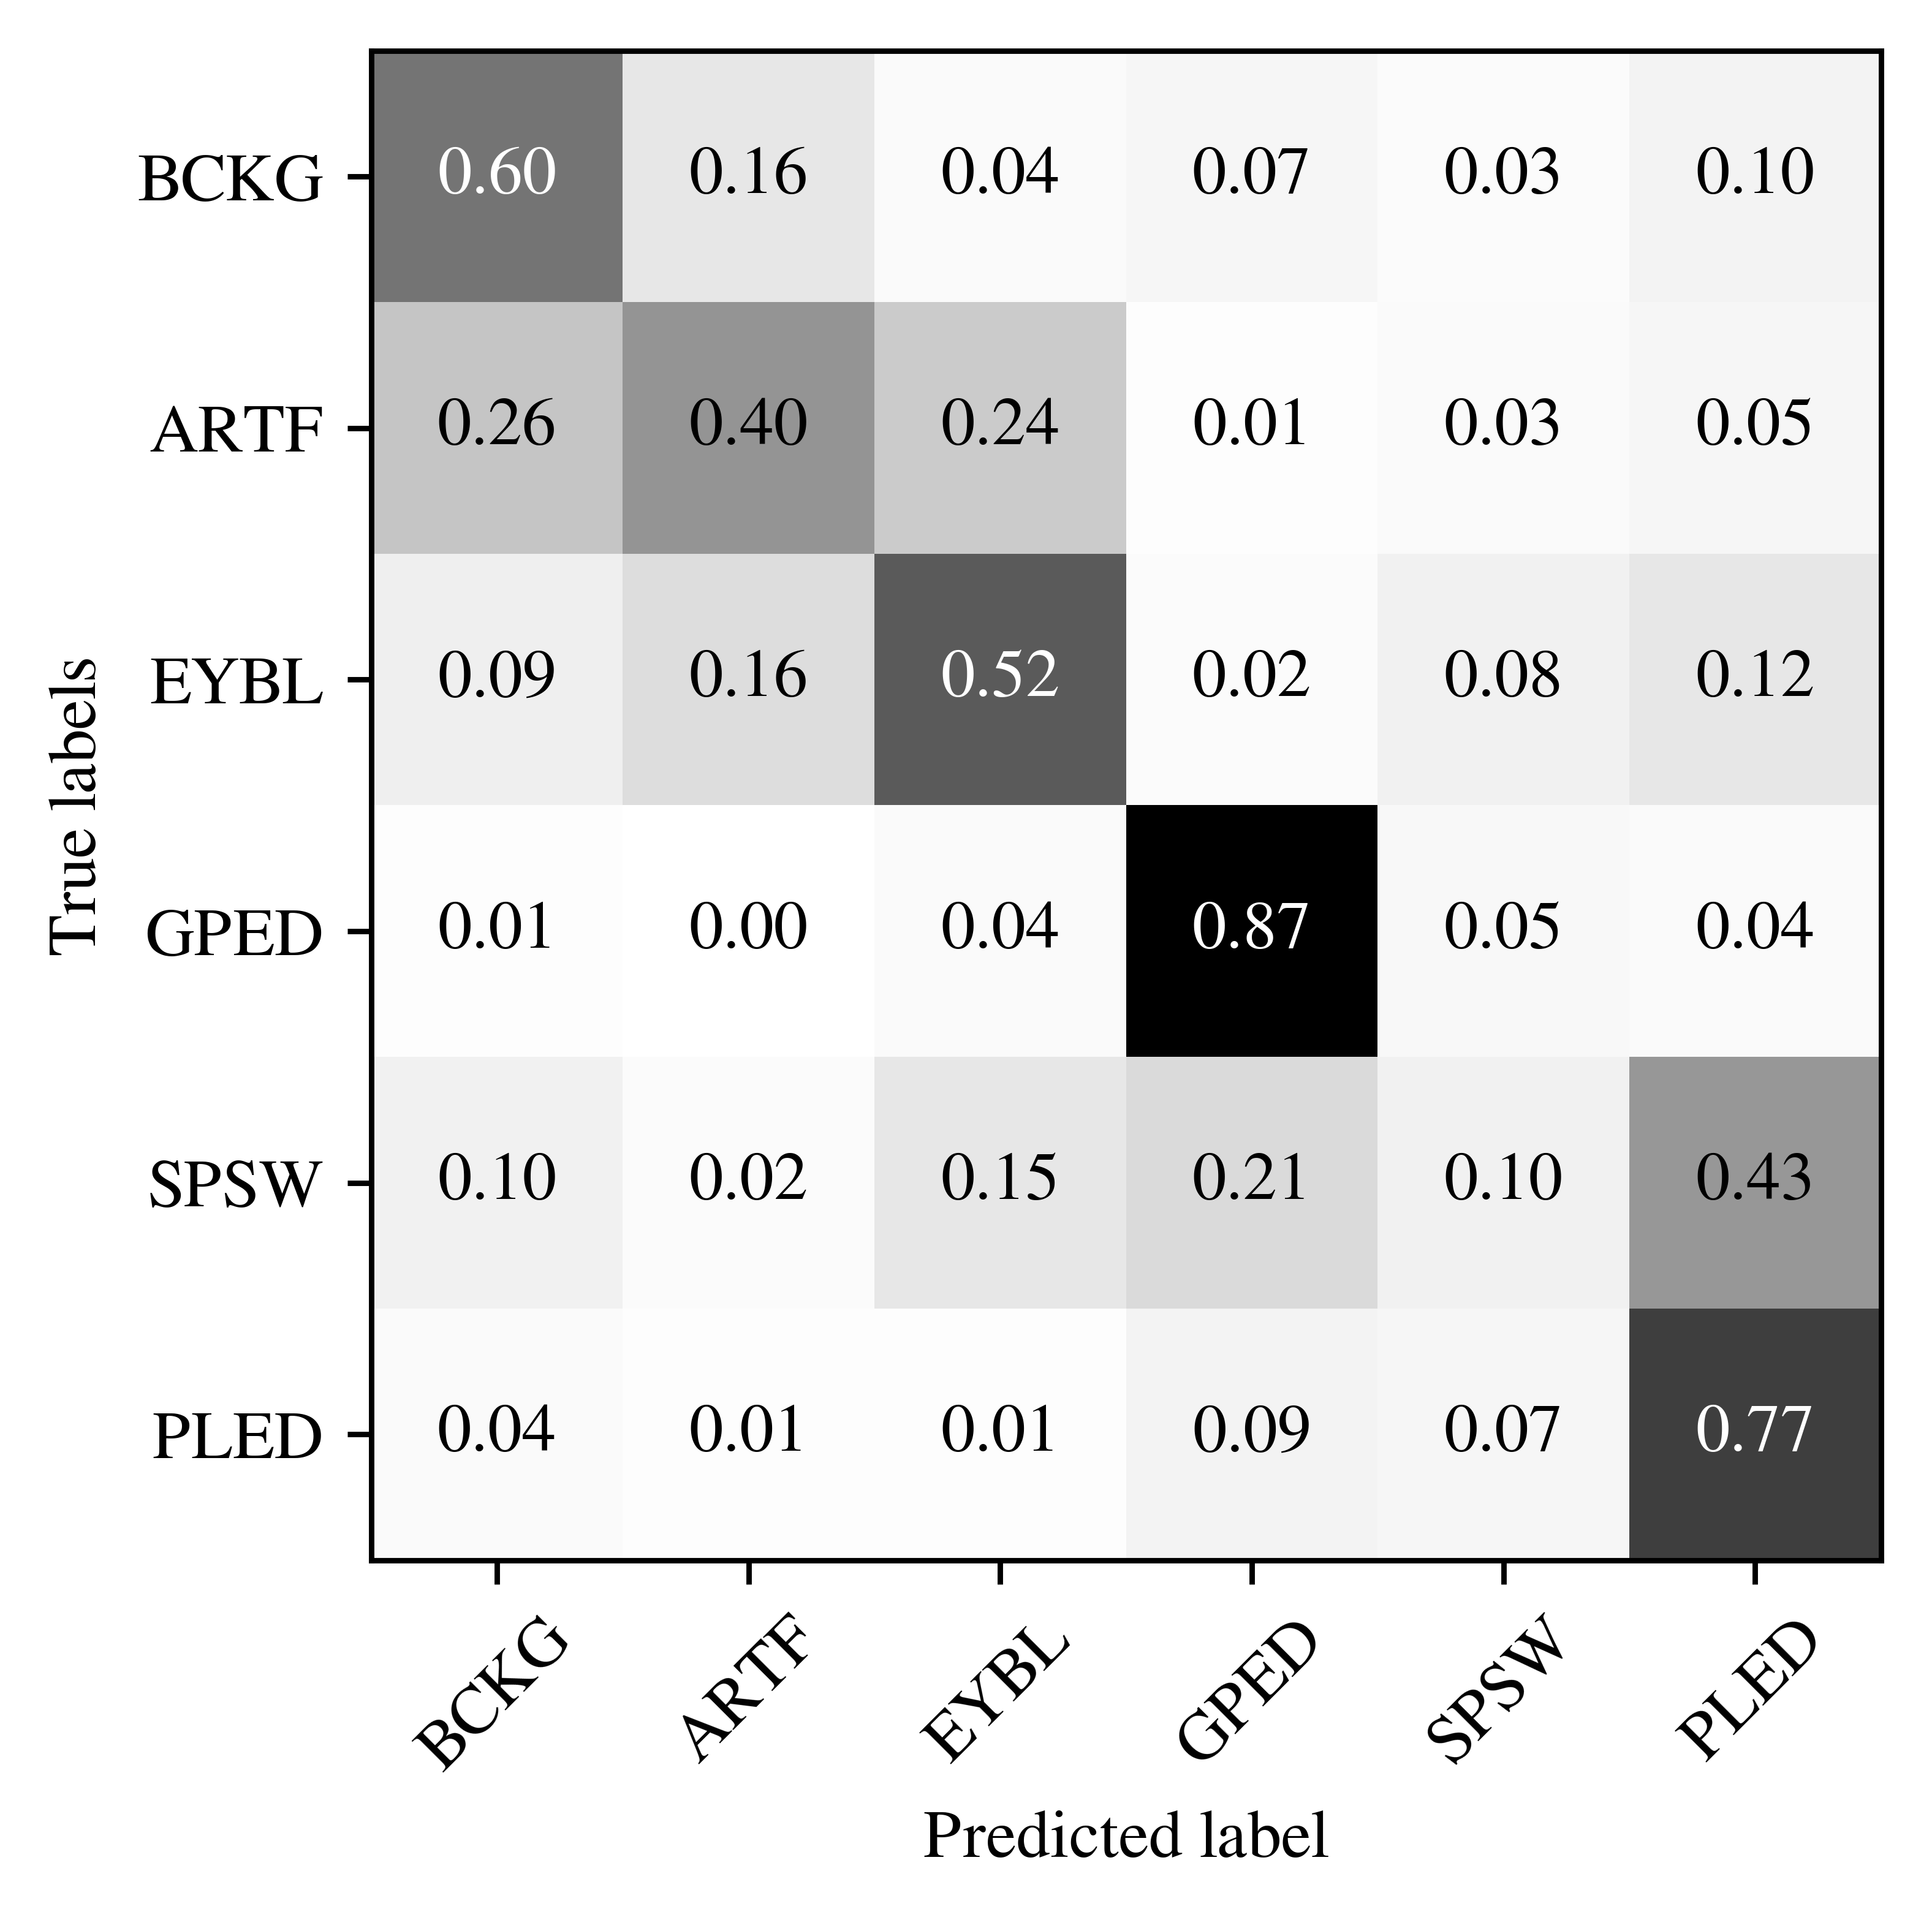 True labels
BCKG 0.60 0.16 0.04 0.07 0.03 0.10
ARTF 0.26 0.40 0.24 0.01 0.03 0.05
EYBL 0.09 0.16 0.52 0.02 0.08 0.12
GPED 0.01 0.00 0.04 0.87 0.05 0.04
SPSW 0.10 0.02 0.15 0.21 0.10 0.43
PLED 0.04 0.01 0.01 0.09 0.07 0.77
BCKG ARTF EYBL GPED SPSW PLED
Predicted label